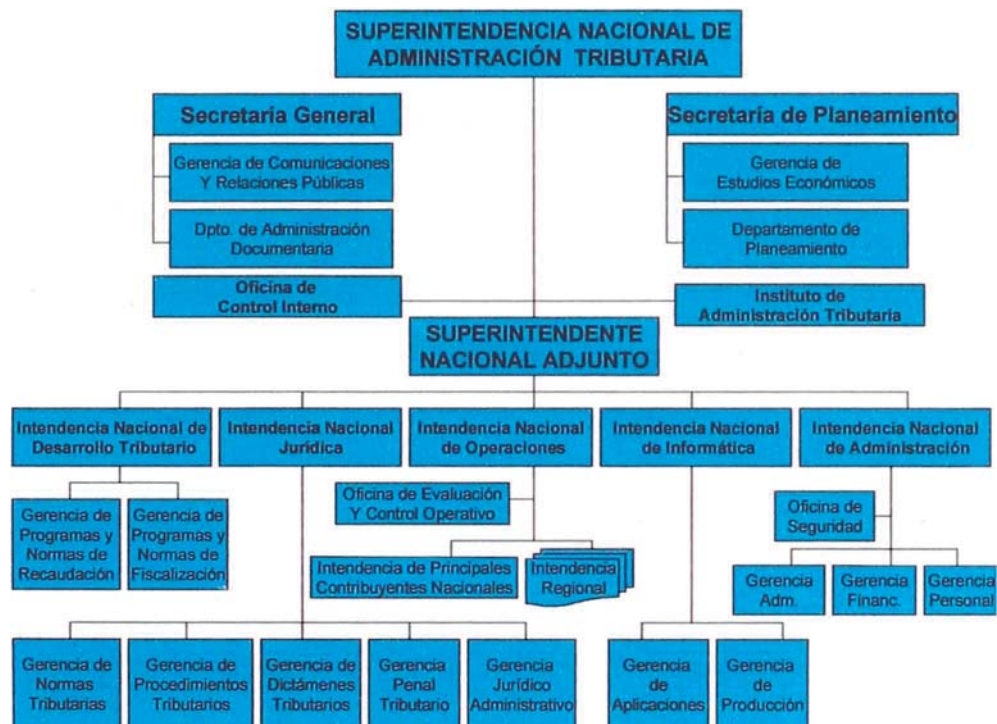 SUPERINTENDENCIA NACIONAL DE
ADMINISTRACIÓN TRIBUTARIA
Secretaría General
Secretaría de Planeamiento
Gerencia de Comunicaciones
Y Relaciones Públicas
Gerencia de
Estudios Económicos
Dpto. de Administración
Documentaria
Departamento de
Planeamiento
Oficina de
Control Interno
Instituto de
Administración Tributaria
SUPERINTENDENTE
NACIONAL ADJUNTO
Intendencia Nacional de
Desarrollo Tributario
Intendencia Nacional
Jurídica
Intendencia Nacional
de Operaciones
Intendencia Nacional
de Informática
Intendencia Nacional
de Administración
Gerencia de
Programas y
Normas de
Recaudación
Gerencia de
Programas y
Normas de
Fiscalización
Oficina de Evaluación
Y Control Operativo
Oficina de
Seguridad
Intendencia de Principales
Contribuyentes Nacionales
Intendencia
Regional
Gerencia
Adm.
Gerencia
Financ.
Gerencia
Personal
Gerencia de
Normas
Tributarias
Gerencia de
Procedimientos
Tributarios
Gerencia de
Dictámenes
Tributarios
Gerencia
Penal
Tributario
Gerencia
Jurídico
Administrativo
Gerencia
de
Aplicaciones
Gerencia
de
Producción